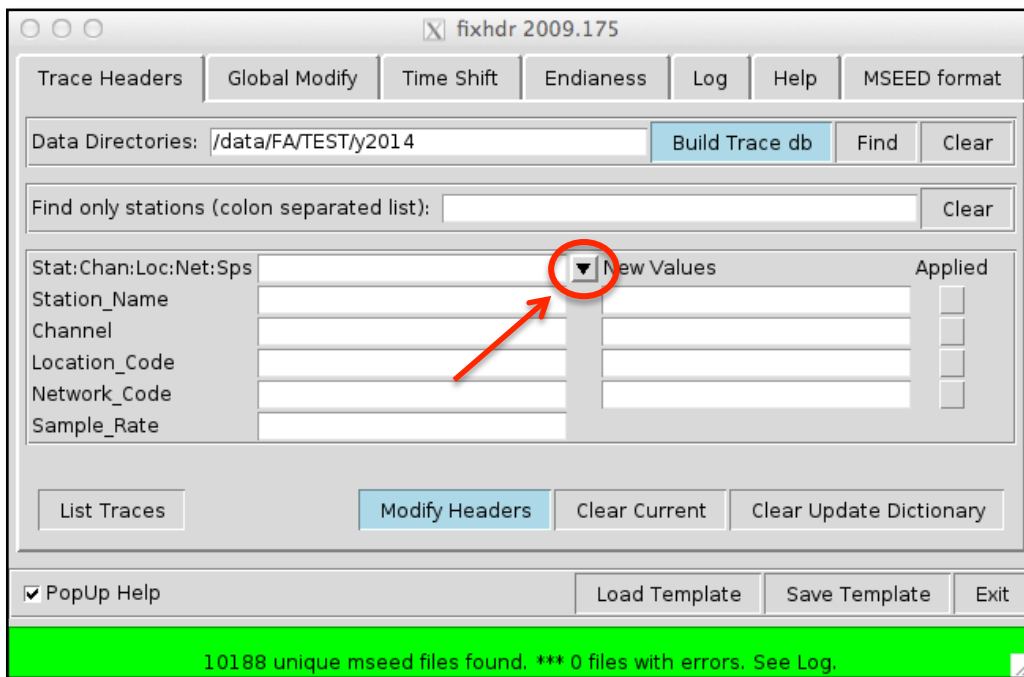 fixhdr 2009.175
Trace Headers Global Modify Time Shift Endianess Log Help MSEED format
Data Directories: /data/FA/TEST/y2014 Build Trace db Find Clear
Find only stations (colon separated list): Clear
Stat:Chan:Loc:Net:Sps New Values Applied
Station_Name
Channel
Location_Code
Network_Code
Sample_Rate
List Traces Modify Headers Clear Current Clear Update Dictionary
PopUp Help Load Template Save Template Exit
10188 unique mseed files found. *** 0 files with errors. See Log.